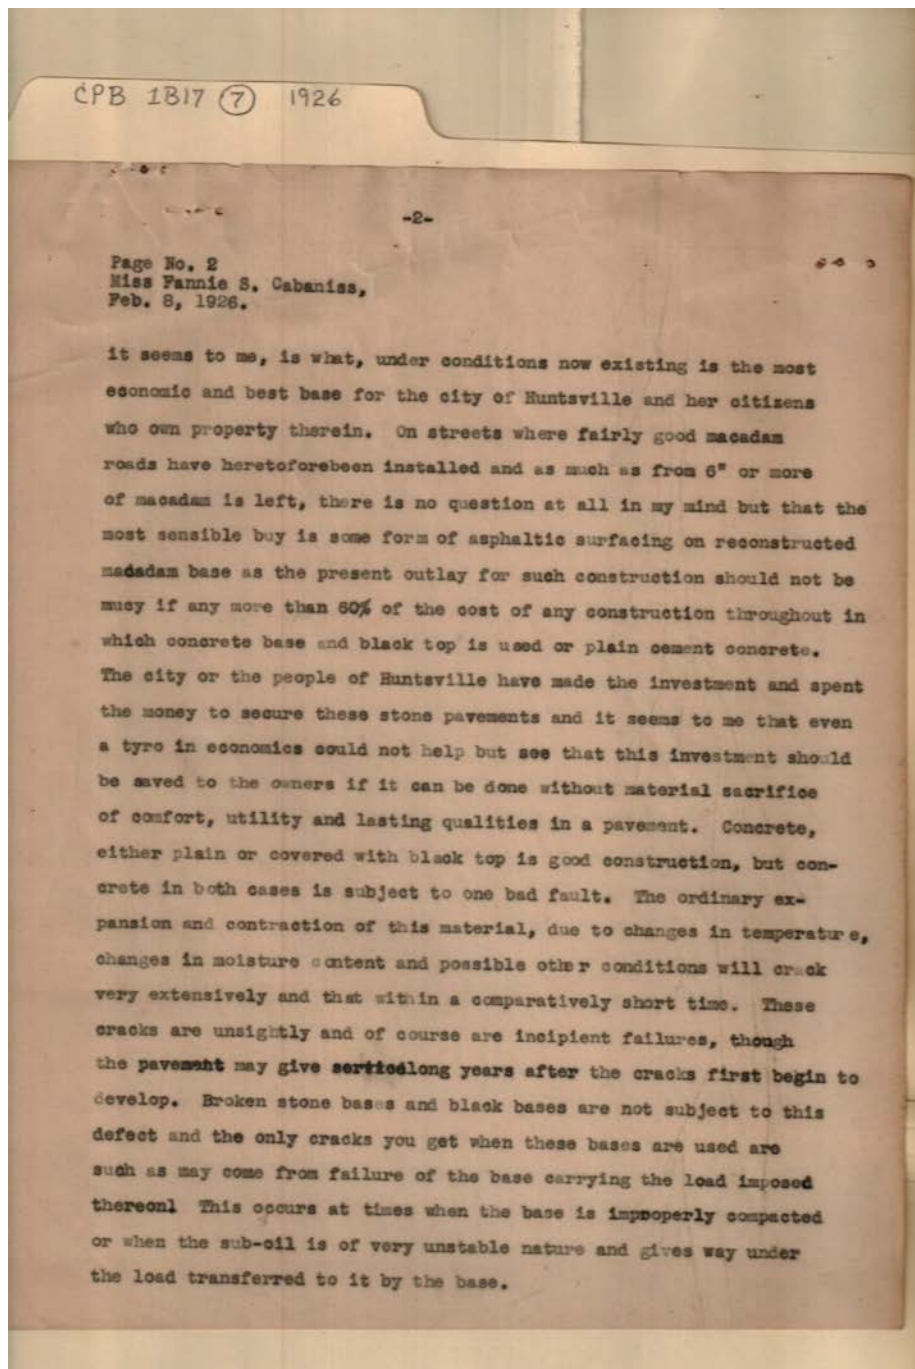 CPB 1B17 (7) 1926
-2-
Page No. 2
Miss Fannie S. Cabaniss,
Feb. 8, 1926.
it seems to me, is what, under conditions now existing is the most
economic and best base for the city of Huntsville and her citizens
who own property therein. On streets where fairly good macadam
roads have heretoforebeen installed and as much as from 6" or more
of macadam is left, there is no question at all in my mind but that the
most sensible buy is some form of asphaltic surfacing on reconstructed
madadam base as the present outlay for such construction should not be
mucy if any more than 60% of the cost of any construction throughout in
which concrete base and black top is used or plain cement concrete.
The city or the people of Huntsville have made the investment and spent
the money to secure these stone pavements and it seems to me that even
a tyro in economics could not help but see that this investment should
be saved to the owners if it can be done without material sacrifice
of comfort, utility and lasting qualities in a pavement. Concrete,
either plain or covered with black top is good construction, but con-
crete in both cases is subject to one bad fault. The ordinary ex-
pansion and contraction of this material, due to changes in temperature,
changes in moisture content and possible other conditions will crack
very extensively and that within a comparatively short time. These
cracks are unsightly and of course are incipient failures, though
the pavement may give serticelong years after the cracks first begin to
develop. Broken stone bases and black bases are not subject to this
defect and the only cracks you get when these bases are used are
such as may come from failure of the base carrying the load imposed
thereonl This occurs at times when the base is impsoperly compacted
or when the sub-oil is of very unstable nature and gives way under
the load transferred to it by the base.